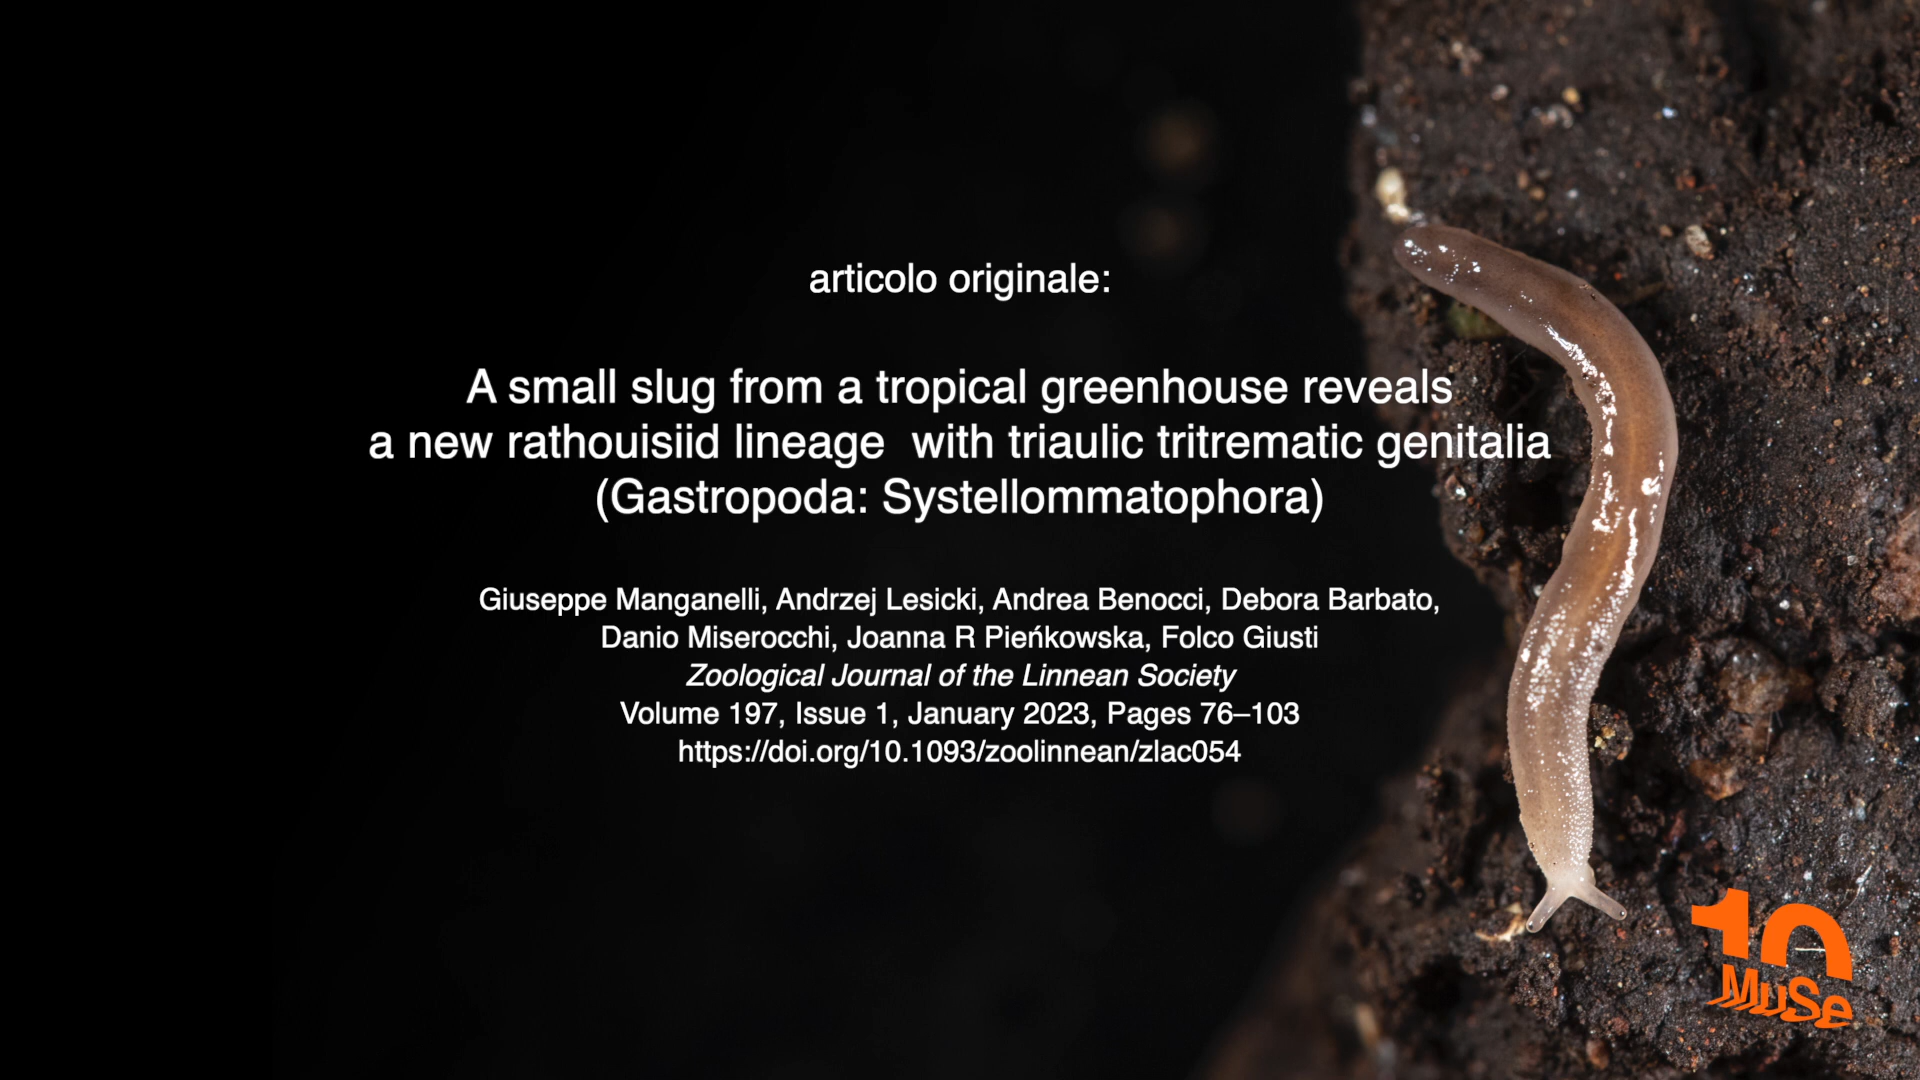 articolo originale:
A small slug from a tropical greenhouse reveals
a new rathouisiid lineage  with triaulic tritrematic genitalia
(Gastropoda: Systellommatophora)
Giuseppe Manganelli, Andrzej Lesicki, Andrea Benocci, Debora Barbato,
Danio Miserocchi, Joanna R Pieńkowska, Folco Giusti
Zoological Journal of the Linnean Society
Volume 197, Issue 1, January 2023, Pages 76–103
https://doi.org/10.1093/zoolinnean/zlac054
10
MUSe